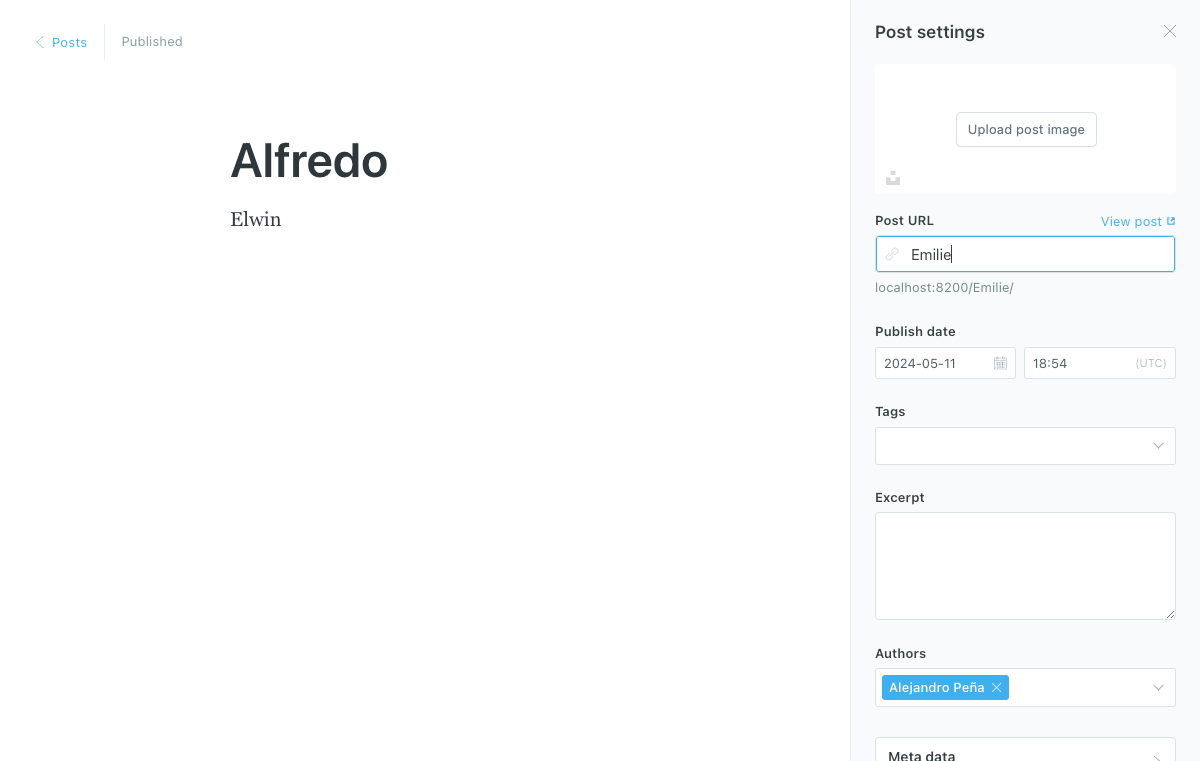 Posts
Published
Alfredo
Elwin
Post settings
Upload post image
Post URL
View post
Emilie
localhost:8200/Emilie/
Publish date
2024-05-11
18:54
(UTC)
Tags
Excerpt
Authors
Alejandro Peña
Meta data